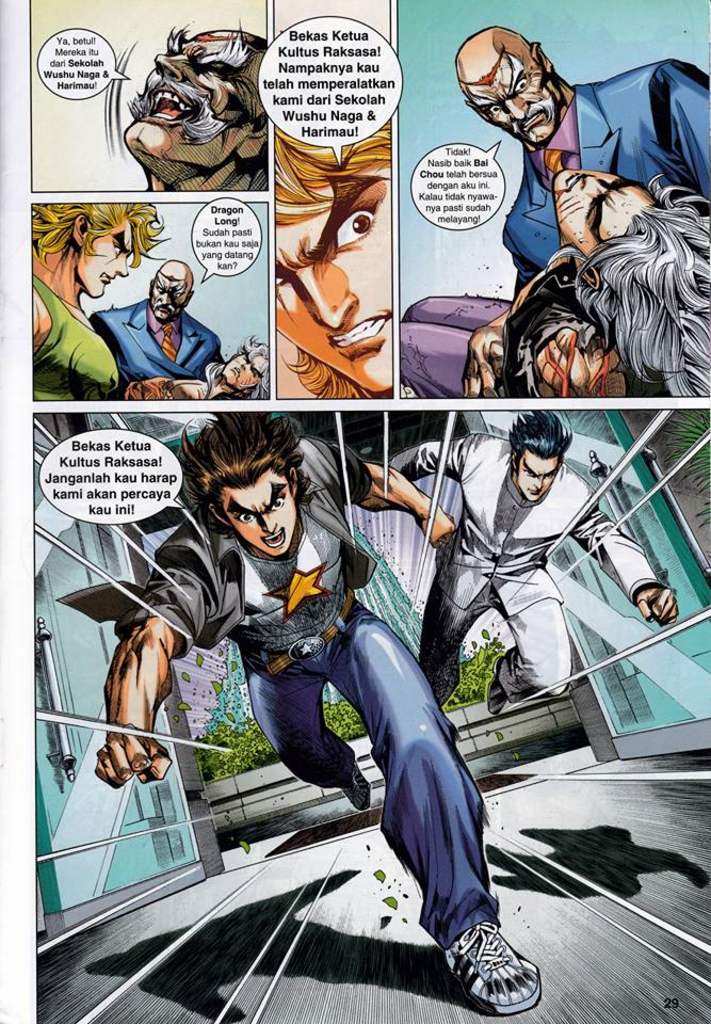 Ya, betul!
Mereka itu
dari Sekolah
Wushu Naga &
Harimau!
Bekas Ketua
Kultus Raksasa!
Nampaknya kau
telah memperalatkan
kami dari Sekolah
Wushu Naga &
Harimau!
Tidak!
Nasib baik Bai
Chou telah bersua
dengan aku ini.
Kalau tidak nyawa-
nya pasti sudah
melayang!
Dragon
Long!
Sudah pasti
bukan kau saja
yang datang
kan?
Bekas Ketua
Kultus Raksasa!
Janganlah kau harap
kami akan percaya
kau ini!
29